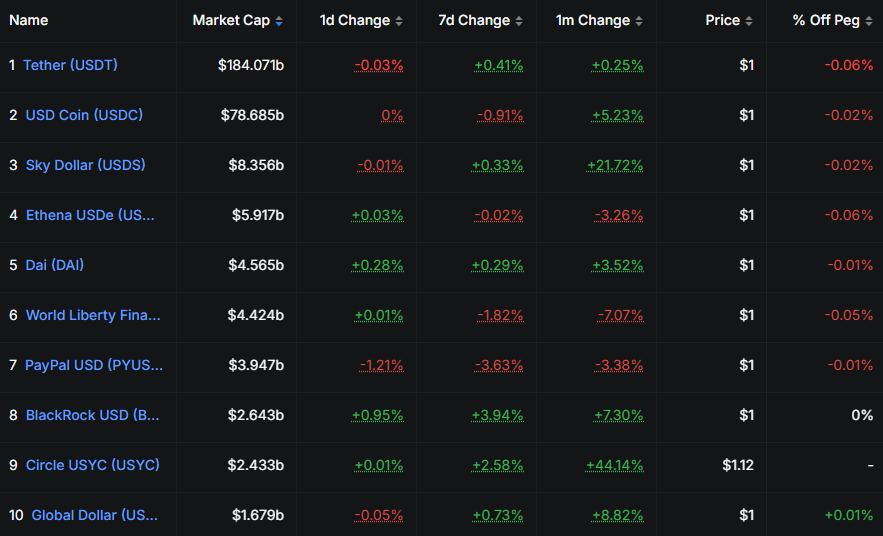 Name Market Cap 1d Change 7d Change 1m Change Price % Off Peg
1 Tether (USDT) $184.071b -0.03% +0.41% +0.25% $1 -0.06%
2 USD Coin (USDC) $78.685b 0% -0.91% +5.23% $1 -0.02%
3 Sky Dollar (USDS) $8.356b -0.01% +0.33% +21.72% $1 -0.02%
4 Ethena USDe (US... $5.917b +0.03% -0.02% -3.26% $1 -0.06%
5 Dai (DAI) $4.565b +0.28% +0.29% +3.52% $1 -0.01%
6 World Liberty Fina... $4.424b +0.01% -1.82% -7.07% $1 -0.05%
7 PayPal USD (PYUS... $3.947b -1.21% -3.63% -3.38% $1 -0.01%
8 BlackRock USD (B... $2.643b +0.95% +3.94% +7.30% $1 0%
9 Circle USYC (USYC) $2.433b +0.01% +2.58% +44.14% $1.12 -
10 Global Dollar (US... $1.679b -0.05% +0.73% +8.82% $1 +0.01%